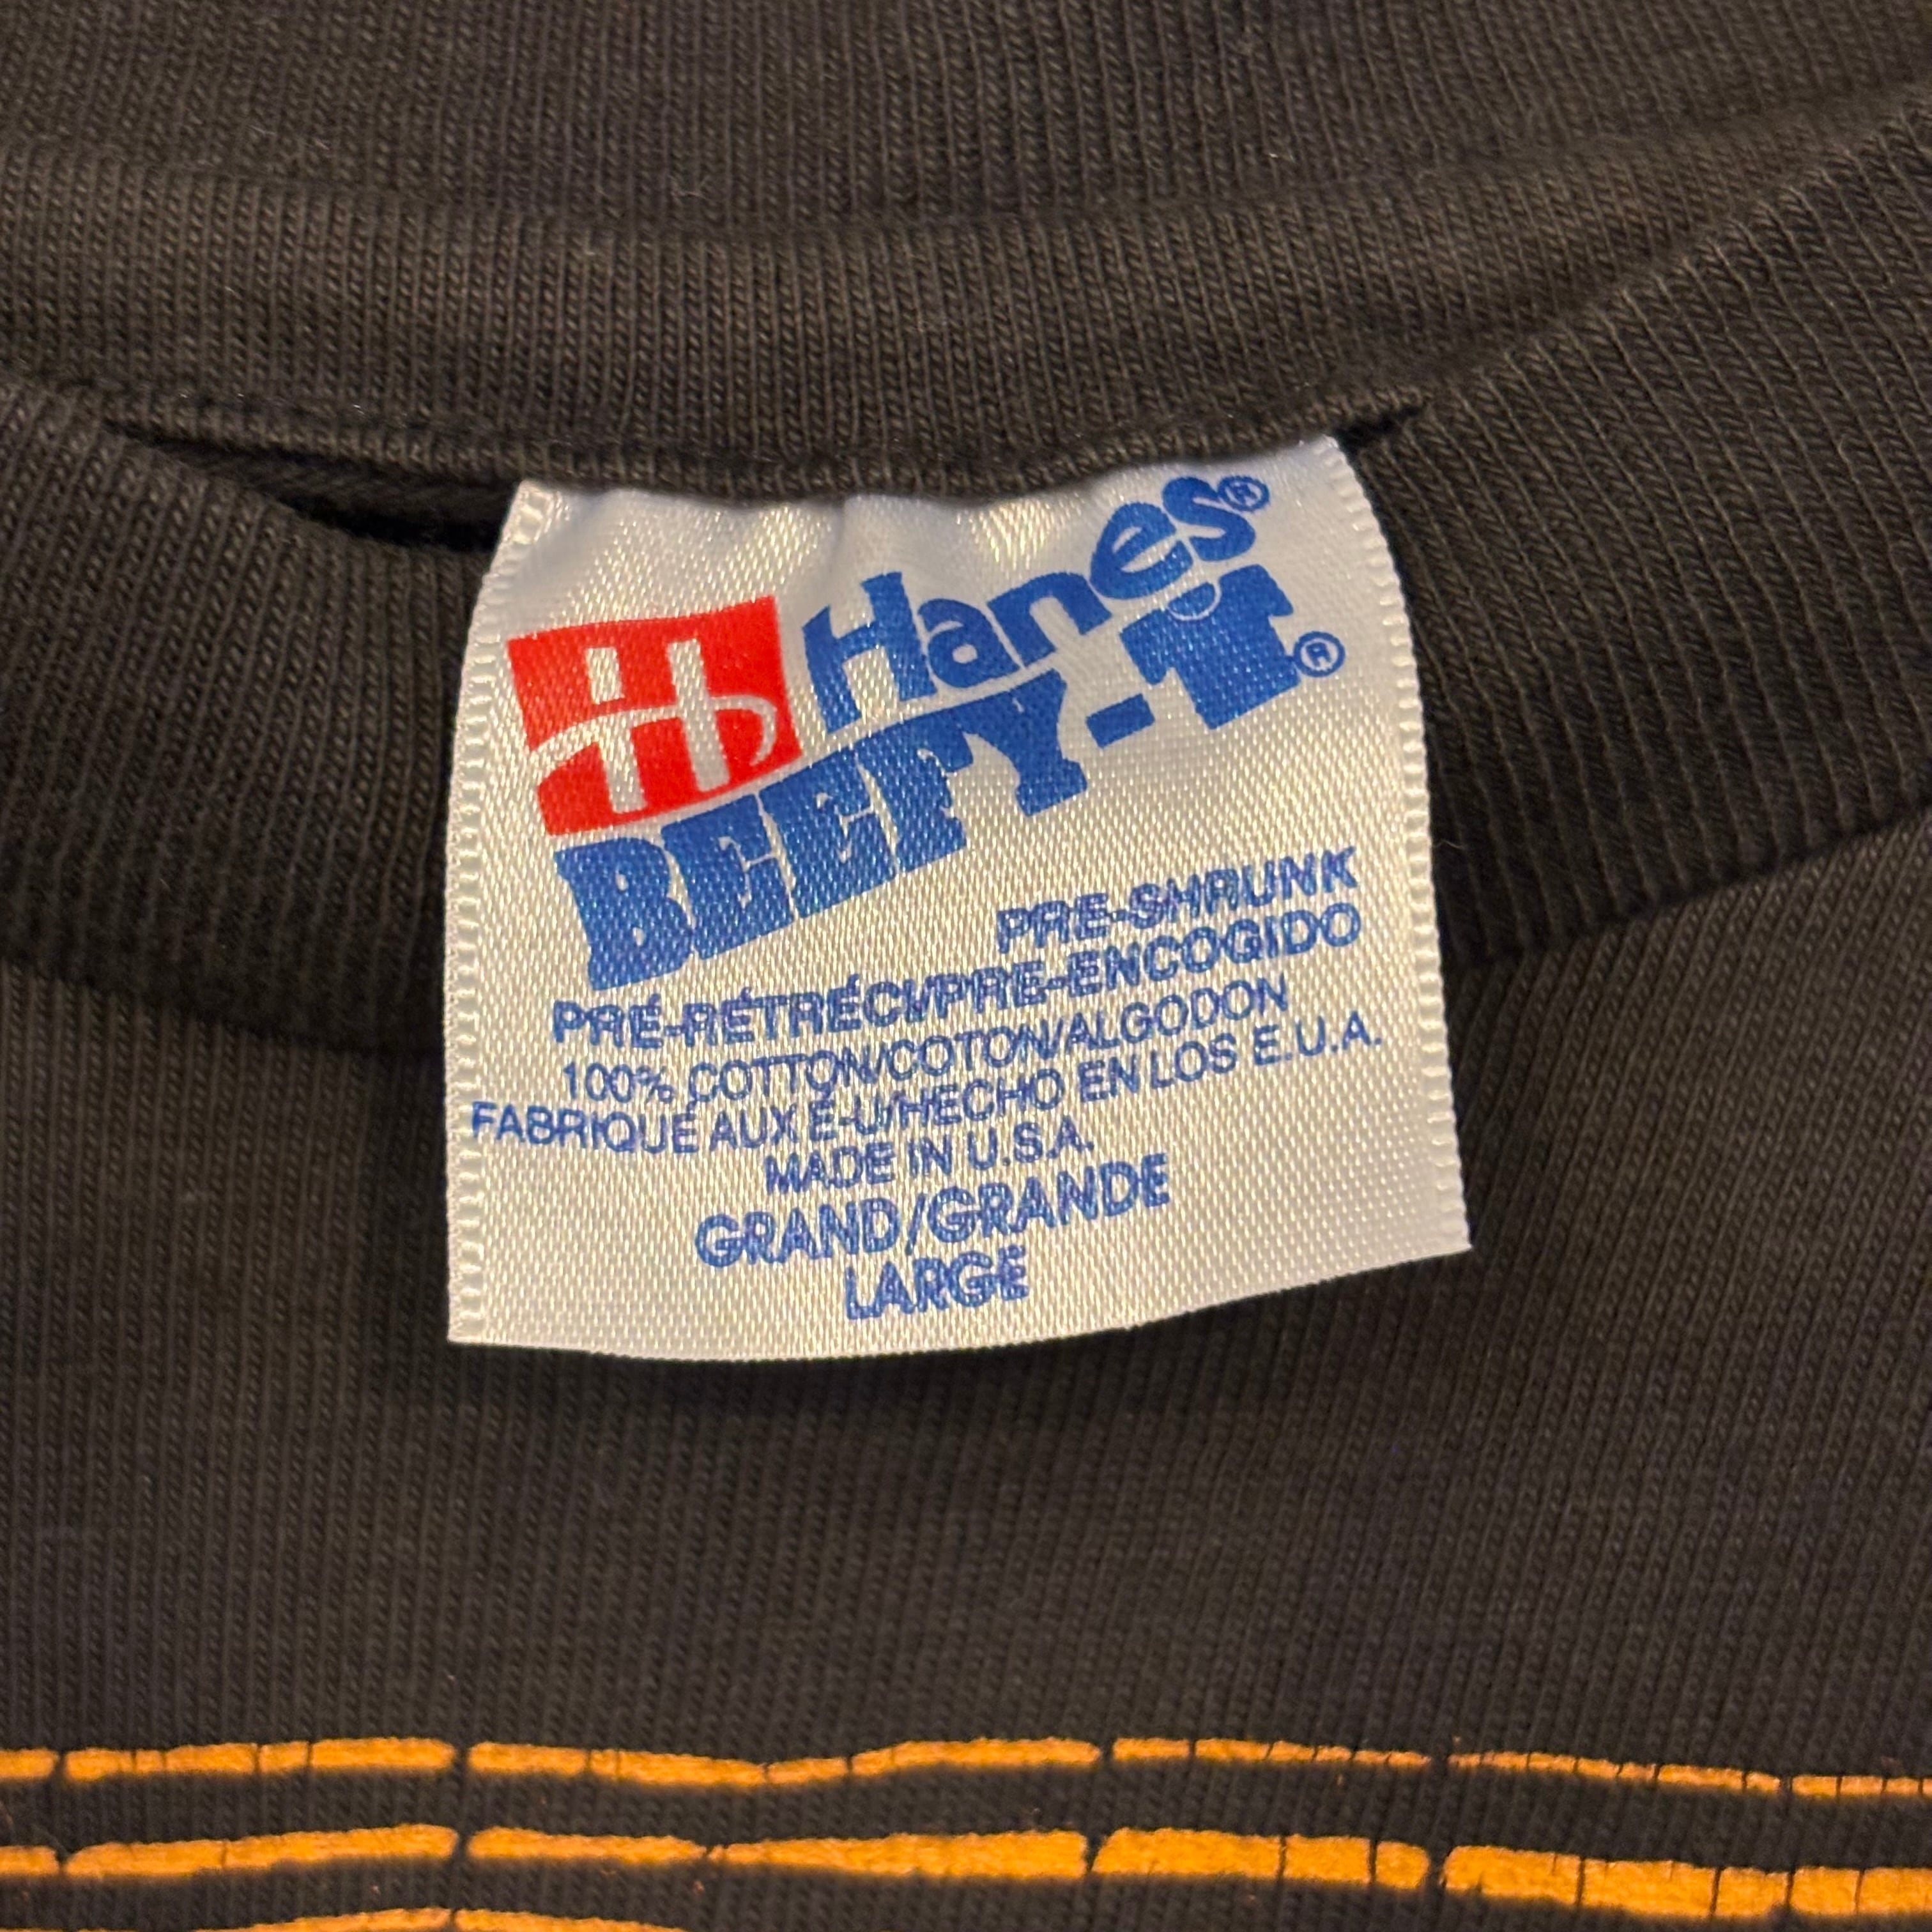 Hanes®
BEEFY-T®
PRE-SHRUNK
PRÉ-RÉTRÉCI/PRE-ENCOGIDO
100% COTTON/COTON/ALGODON
FABRIQUÉ AUX É-U/HECHO EN LOS E.U.A.
MADE IN U.S.A.
GRAND/GRANDE
LARGE